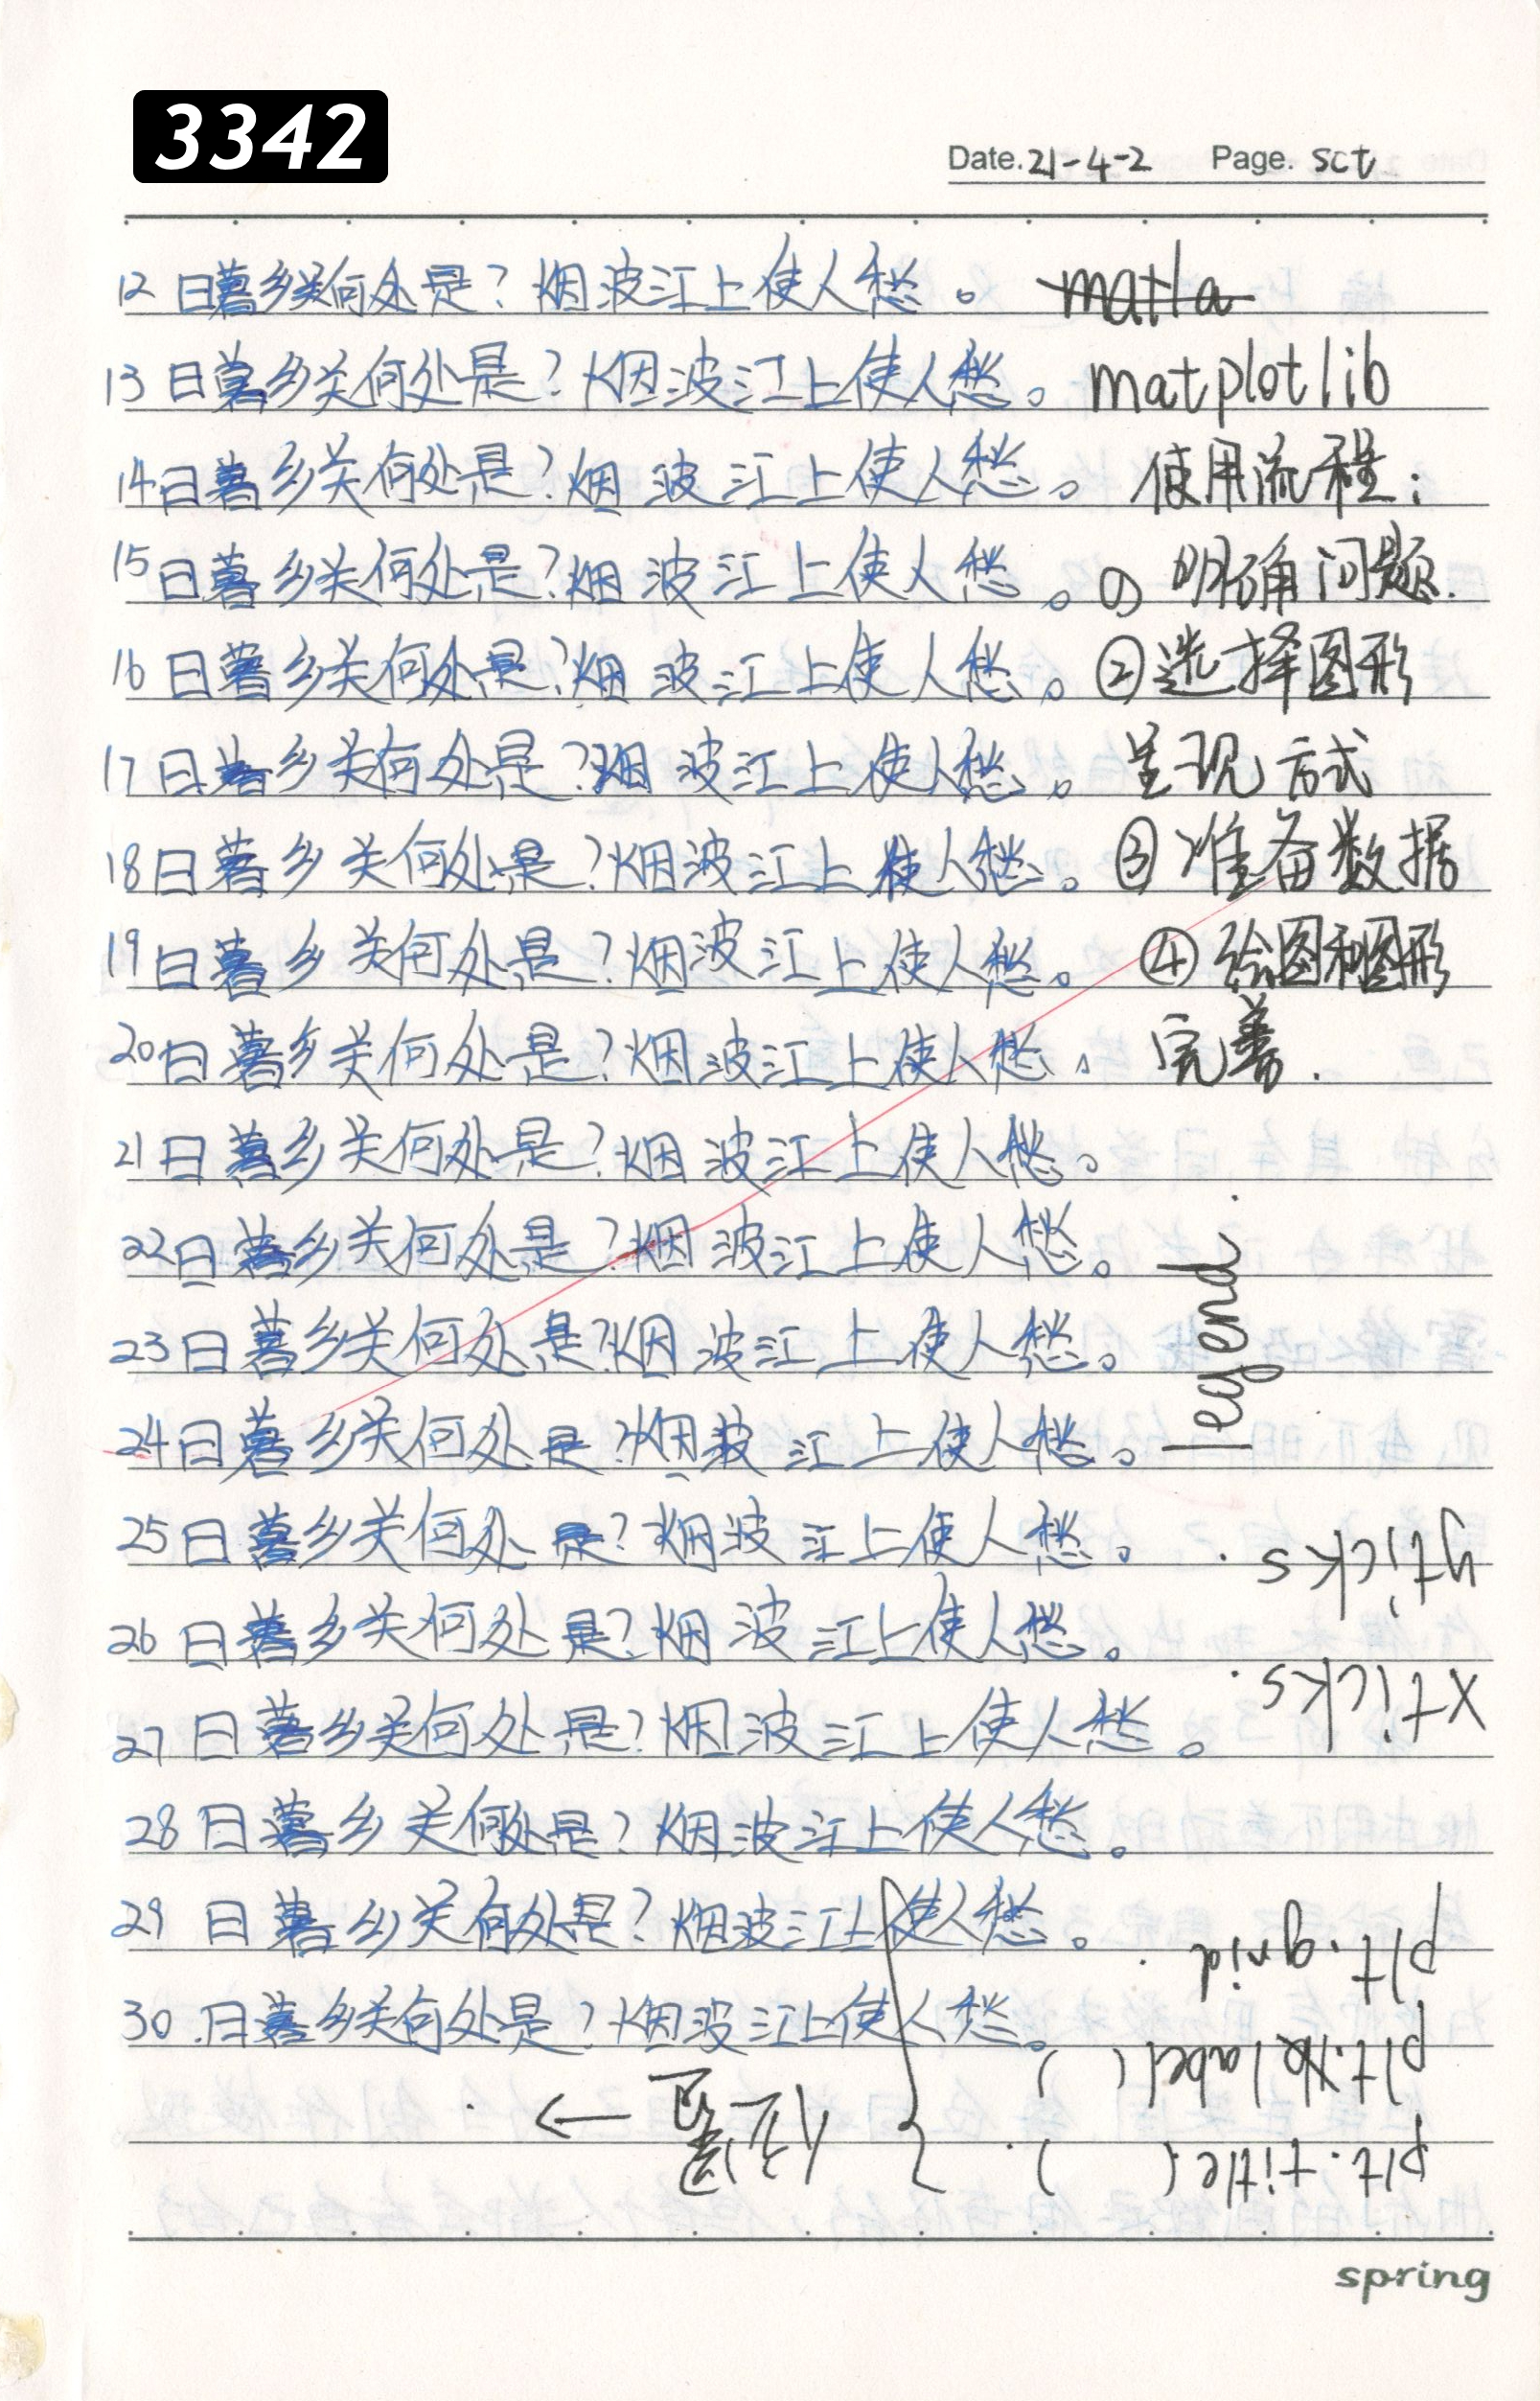 3342
Date. 21-4-2 Page. sct
12 日暮乡关何处是？烟波江上使人愁。 matla
13 日暮乡关何处是？烟波江上使人愁。 matplotlib
14 日暮乡关何处是？烟波江上使人愁。 使用流程：
15 日暮乡关何处是？烟波江上使人愁。 ① 明确问题.
16 日暮乡关何处是？烟波江上使人愁。 ②选择图形
17 日暮乡关何处是？烟波江上使人愁。 呈现方式
18 日暮乡关何处是？烟波江上使人愁。 ③准备数据
19 日暮乡关何处是？烟波江上使人愁。 ④绘图和图形
20 日暮乡关何处是？烟波江上使人愁。 完善.
21 日暮乡关何处是？烟波江上使人愁。
22 日暮乡关何处是？烟波江上使人愁。
23 日暮乡关何处是？烟波江上使人愁。
24 日暮乡关何处是？烟波江上使人愁。
legend.
25 日暮乡关何处是？烟波江上使人愁。
yticks.
26 日暮乡关何处是？烟波江上使人愁。
xticks.
27 日暮乡关何处是？烟波江上使人愁。
28 日暮乡关何处是？烟波江上使人愁。
29 日暮乡关何处是？烟波江上使人愁。
plt.grid.
30.日暮乡关何处是？烟波江上使人愁。
plt.label( )
plt.title( ).
spring